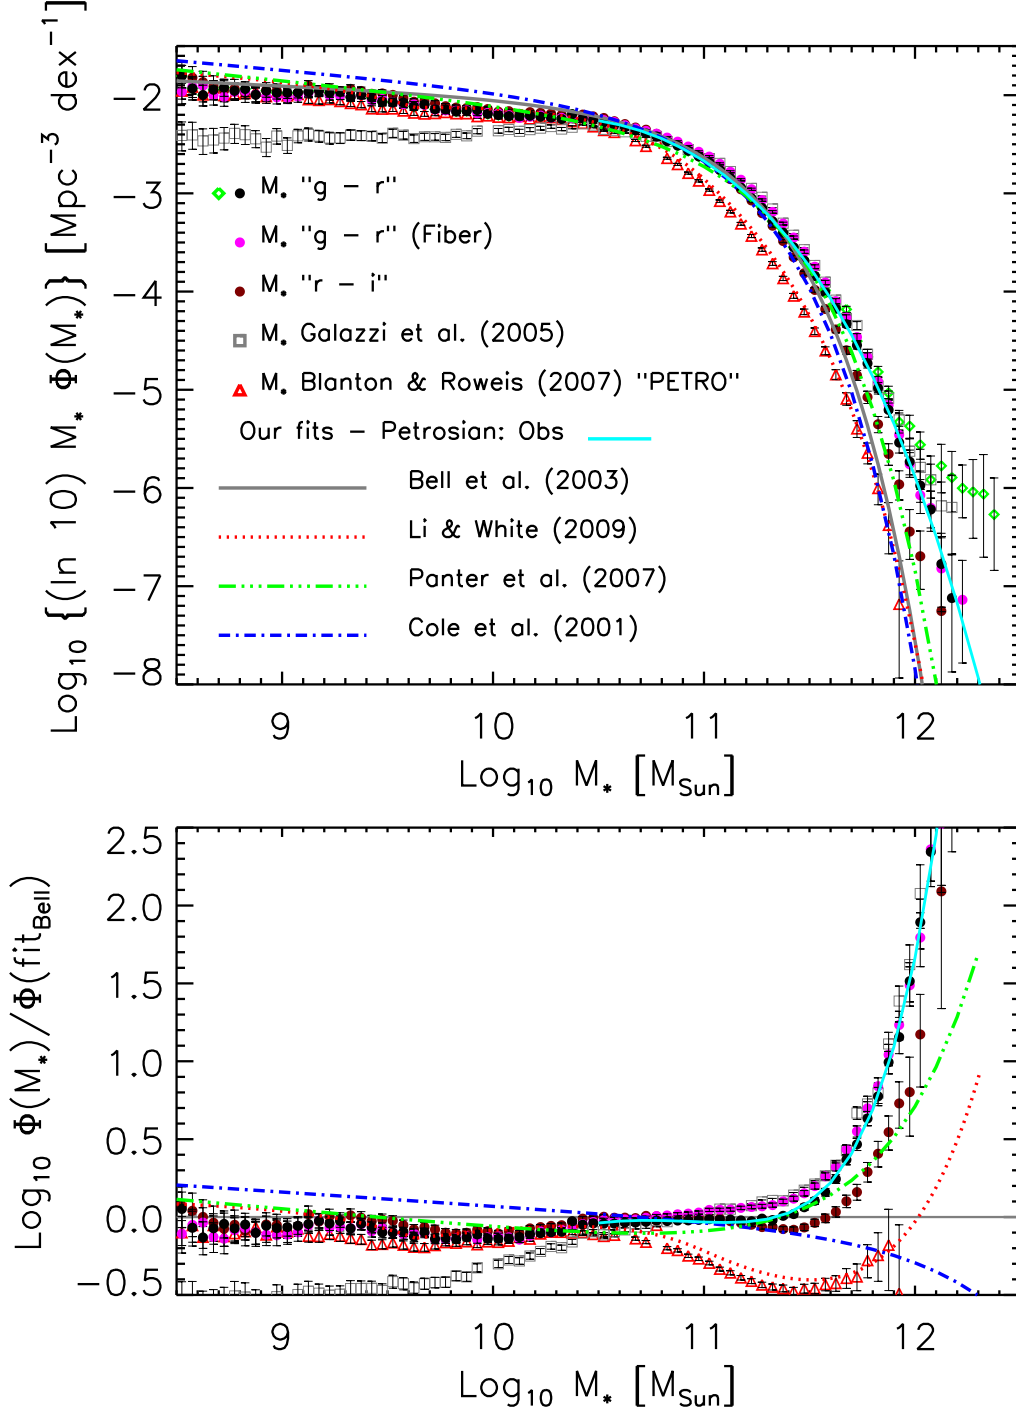 Log10 {(ln 10) M* Φ(M*)} [Mpc−3 dex−1]
−2
−3
−4
−5
−6
−7
−8
M* "g − r"
M* "g − r" (Fiber)
M* "r − i"
M* Galazzi et al. (2005)
M* Blanton & Roweis (2007) "PETRO"
Our fits − Petrosian: Obs
Bell et al. (2003)
Li & White (2009)
Panter et al. (2007)
Cole et al. (2001)
9 10 11 12
Log10 M* [MSun]
Log10 Φ(M*)/Φ(fitBell)
2.5
2.0
1.5
1.0
0.5
0.0
−0.5
9 10 11 12
Log10 M* [MSun]